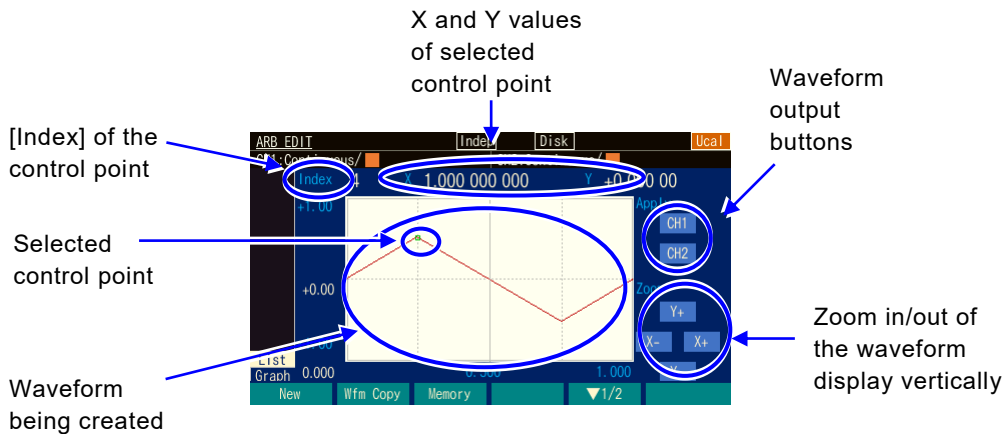 X and Y values
of selected
control point
Waveform
output
buttons
[Index] of the
control point
Selected
control point
Waveform
being created
Zoom in/out of
the waveform
display vertically
ARB EDIT
Index
Disk
Ucal
Index 4 X 1.000 000 000 Y
+1.00
+0.00
CH1
CH2
Y+
X- X+
List
Graph 0.000 1.000
New Wfm Copy Memory ▼1/2